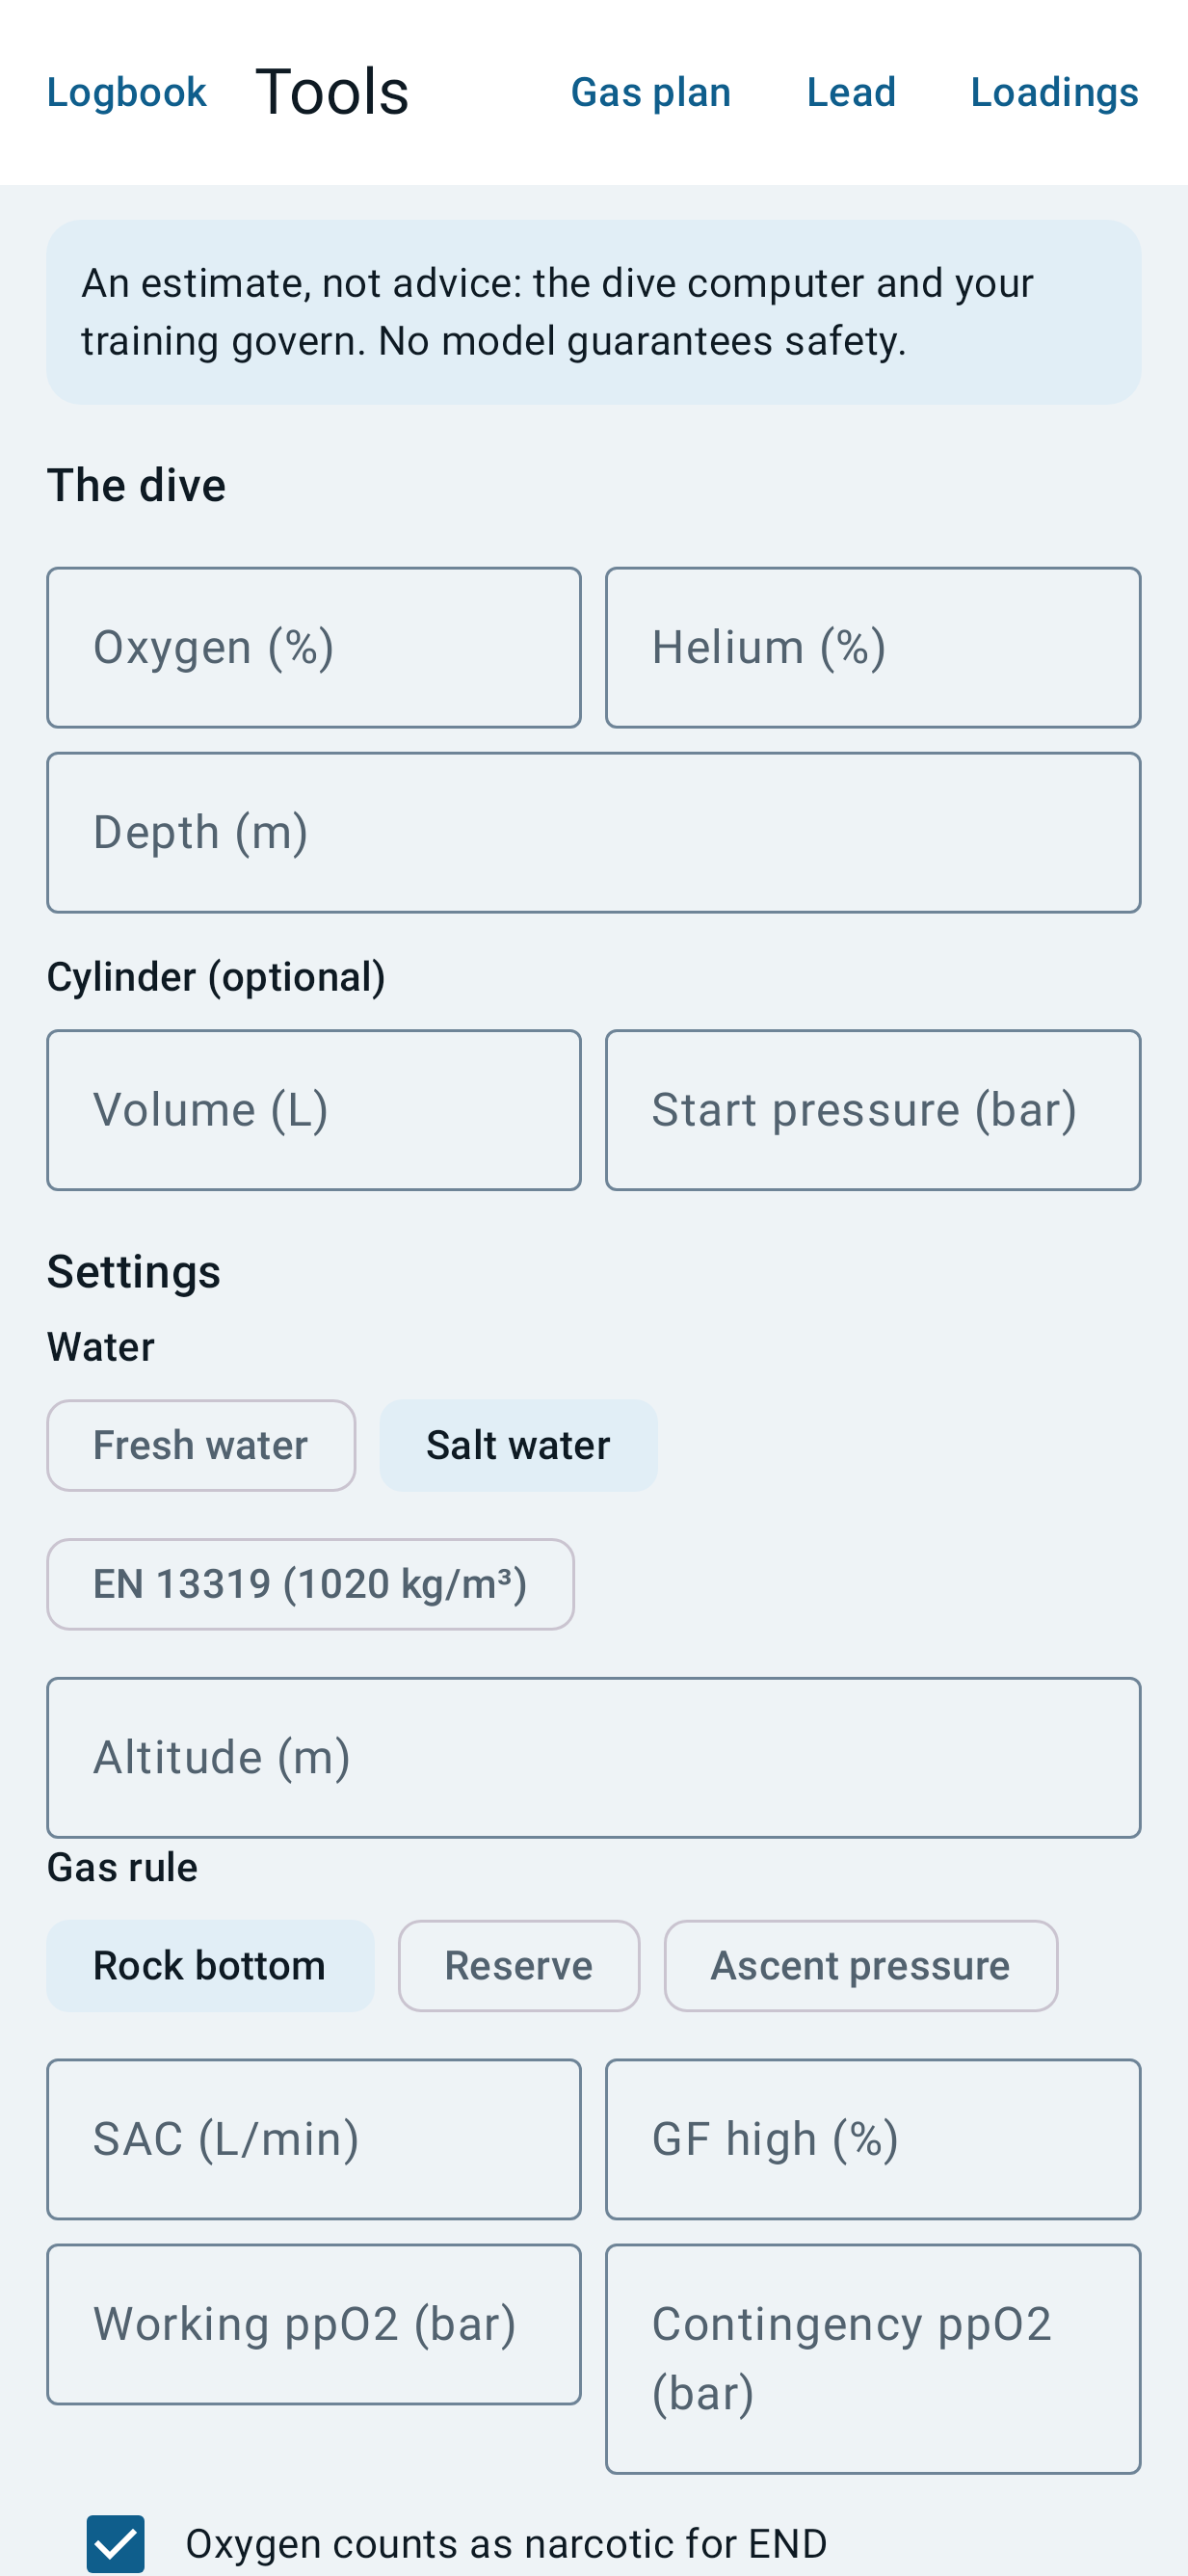 Logbook Tools Gas plan Lead Loadings
An estimate, not advice: the dive computer and your
training govern. No model guarantees safety.
The dive
Oxygen (%) Helium (%)
Depth (m)
Cylinder (optional)
Volume (L) Start pressure (bar)
Settings
Water
Fresh water Salt water
EN 13319 (1020 kg/m³)
Altitude (m)
Gas rule
Rock bottom Reserve Ascent pressure
SAC (L/min) GF high (%)
Working ppO2 (bar) Contingency ppO2
(bar)
Oxygen counts as narcotic for END